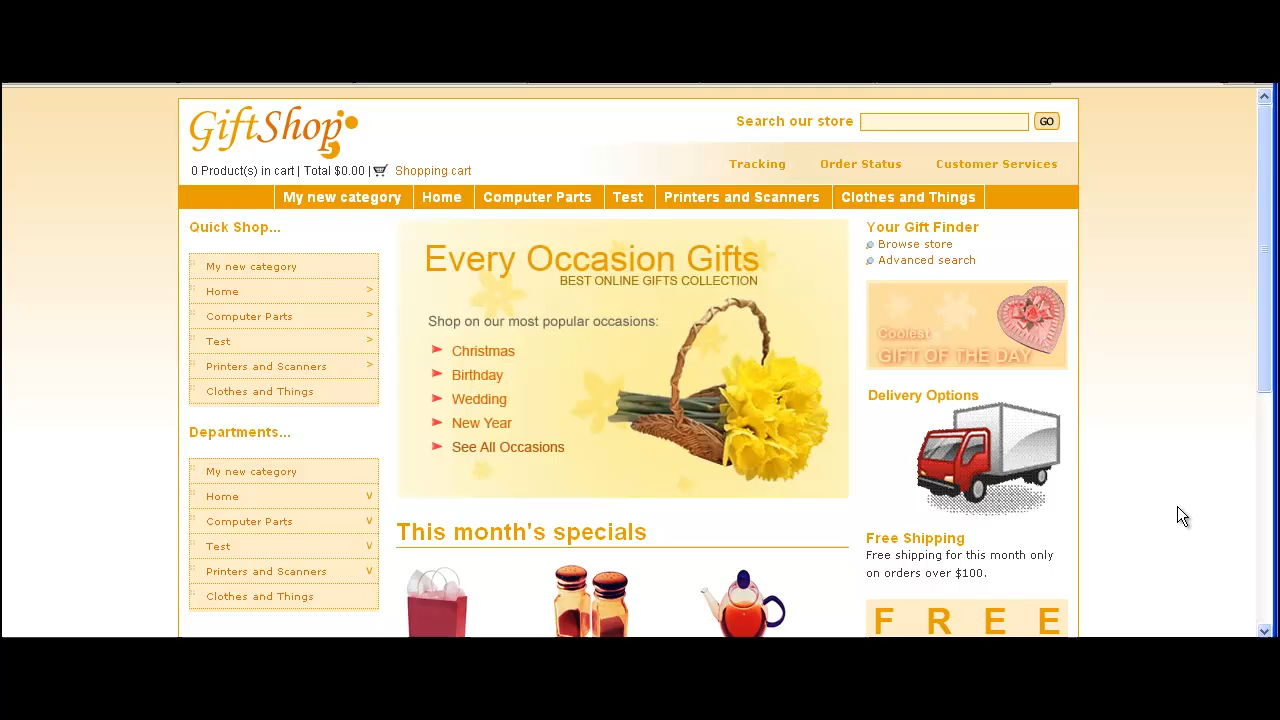 GiftShop
Search our store
GO
0 Product(s) in cart | Total $0.00 | Shopping cart
Tracking
Order Status
Customer Services
My new category
Home
Computer Parts
Test
Printers and Scanners
Clothes and Things
Quick Shop...
My new category
Home >
Computer Parts >
Test >
Printers and Scanners >
Clothes and Things
Departments...
My new category
Home v
Computer Parts v
Test v
Printers and Scanners v
Clothes and Things
Every Occasion Gifts
BEST ONLINE GIFTS COLLECTION
Shop on our most popular occasions:
Christmas
Birthday
Wedding
New Year
See All Occasions
This month's specials
Your Gift Finder
Browse store
Advanced search
Coolest
GIFT OF THE DAY
Delivery Options
Free Shipping
Free shipping for this month only
on orders over $100.
F R E E